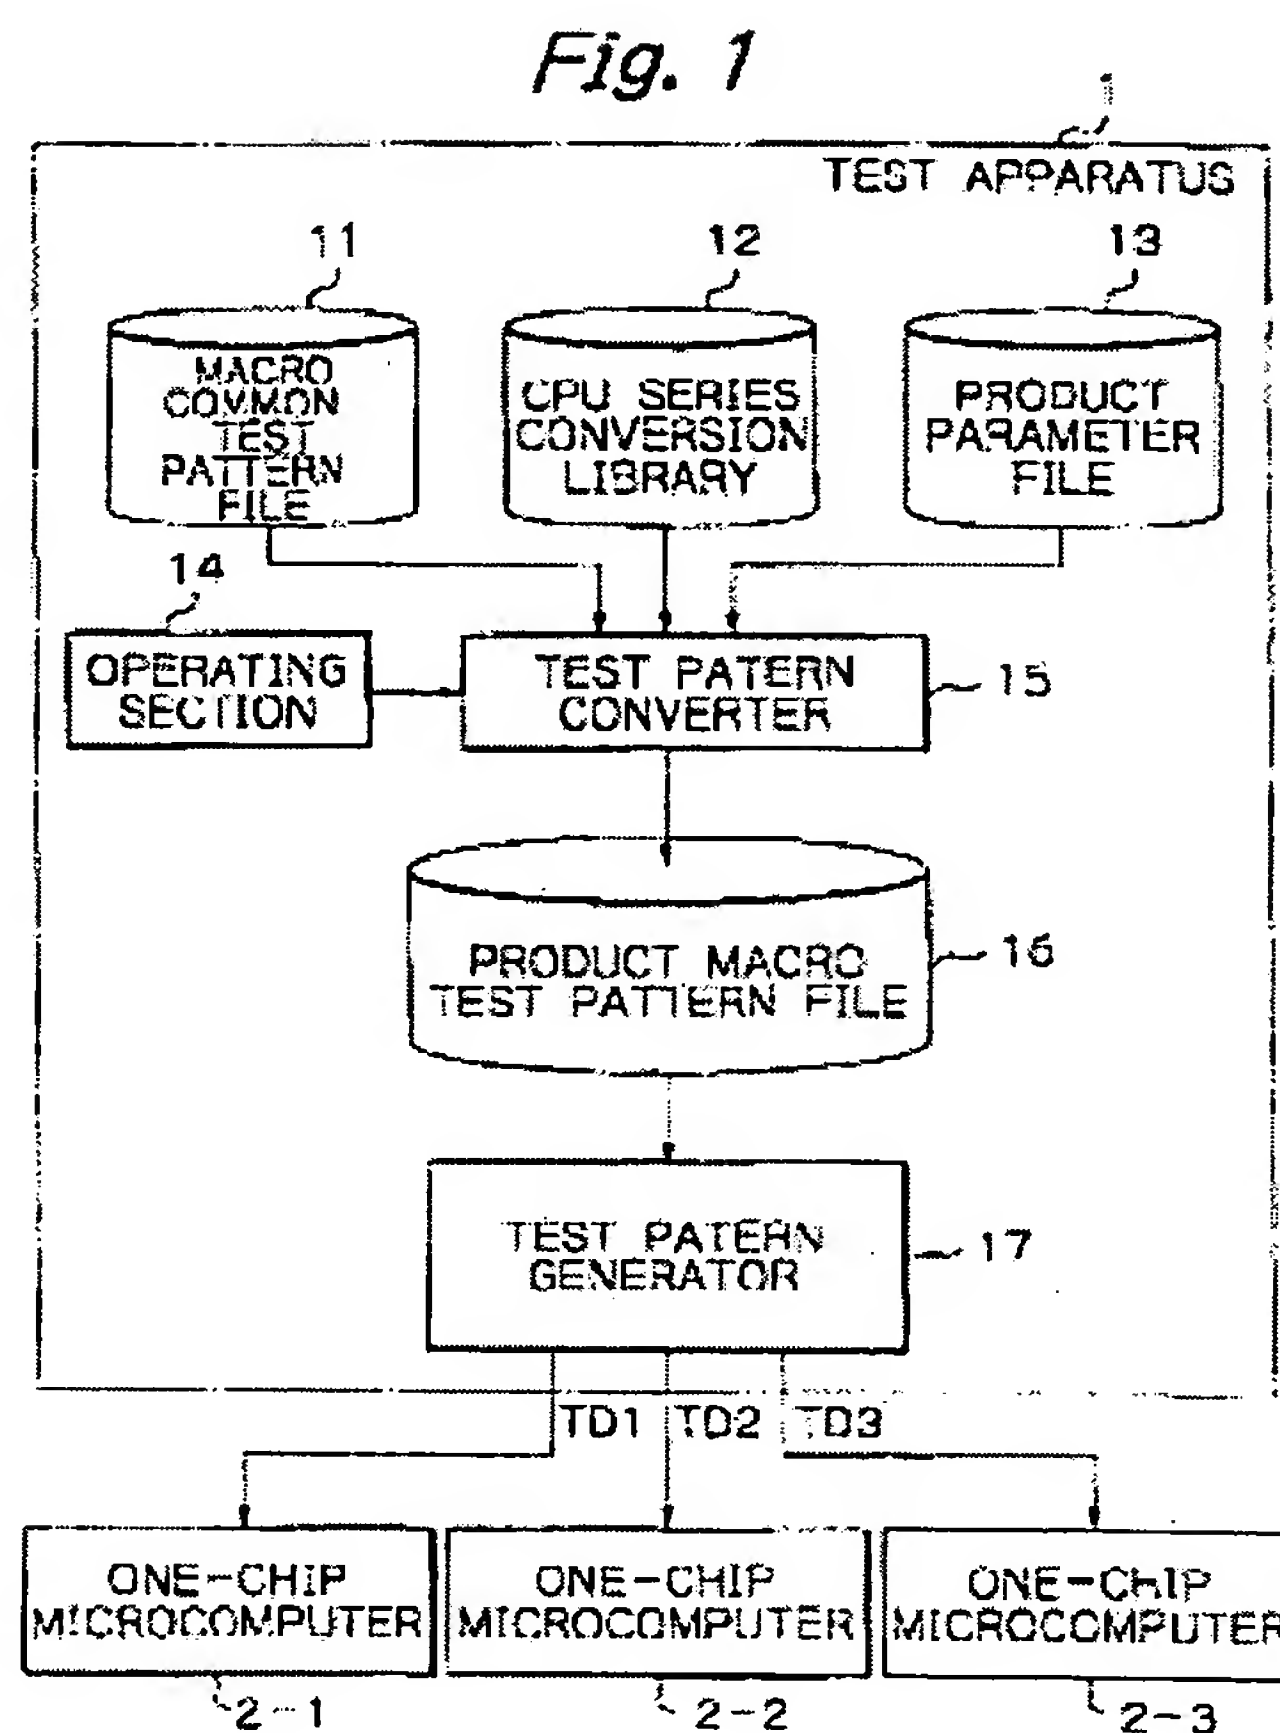 Fig. 1
1
TEST APPARATUS
11
12
13
MACRO
COMMON
TEST
PATTERN
FILE
CPU SERIES
CONVERSION
LIBRARY
PRODUCT
PARAMETER
FILE
14
OPERATING
SECTION
TEST PATERN
CONVERTER
15
PRODUCT MACRO
TEST PATTERN FILE
16
TEST PATERN
GENERATOR
17
TD1
TD2
TD3
ONE-CHIP
MICROCOMPUTER
ONE-CHIP
MICROCOMPUTER
ONE-CHIP
MICROCOMPUTER
2-1
2-2
2-3